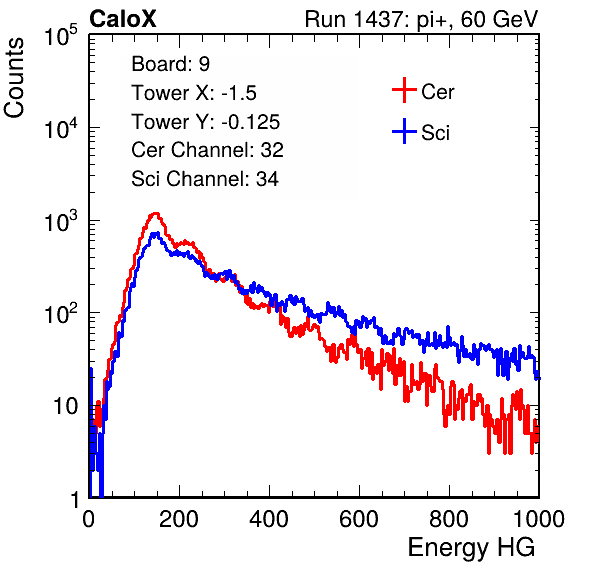 CaloX Run 1437: pi+, 60 GeV
Counts
10^5
10^4
10^3
10^2
10
1
Board: 9
Tower X: -1.5
Tower Y: -0.125
Cer Channel: 32
Sci Channel: 34
Cer
Sci
0 200 400 600 800 1000
Energy HG